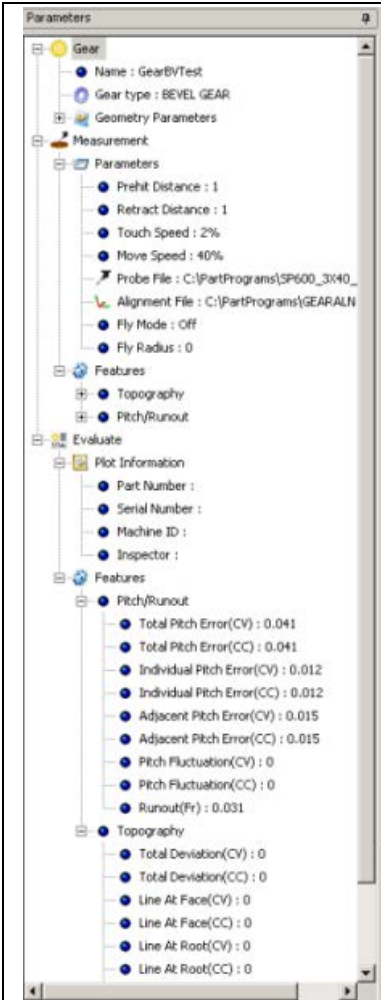 Parameters
Gear
Name : GearBVTest
Gear type : BEVEL GEAR
Geometry Parameters
Measurement
Parameters
Prehit Distance : 1
Retract Distance : 1
Touch Speed : 2%
Move Speed : 40%
Probe File : C:\PartPrograms\SP600_3X40_
Alignment File : C:\PartPrograms\GEARALN
Fly Mode : Off
Fly Radius : 0
Features
Topography
Pitch/Runout
Evaluate
Plot Information
Part Number :
Serial Number :
Machine ID :
Inspector :
Features
Pitch/Runout
Total Pitch Error(CV) : 0.041
Total Pitch Error(CC) : 0.041
Individual Pitch Error(CV) : 0.012
Individual Pitch Error(CC) : 0.012
Adjacent Pitch Error(CV) : 0.015
Adjacent Pitch Error(CC) : 0.015
Pitch Fluctuation(CV) : 0
Pitch Fluctuation(CC) : 0
Runout(Fr) : 0.031
Topography
Total Deviation(CV) : 0
Total Deviation(CC) : 0
Line At Face(CV) : 0
Line At Face(CC) : 0
Line At Root(CV) : 0
Line At Root(CC) : 0